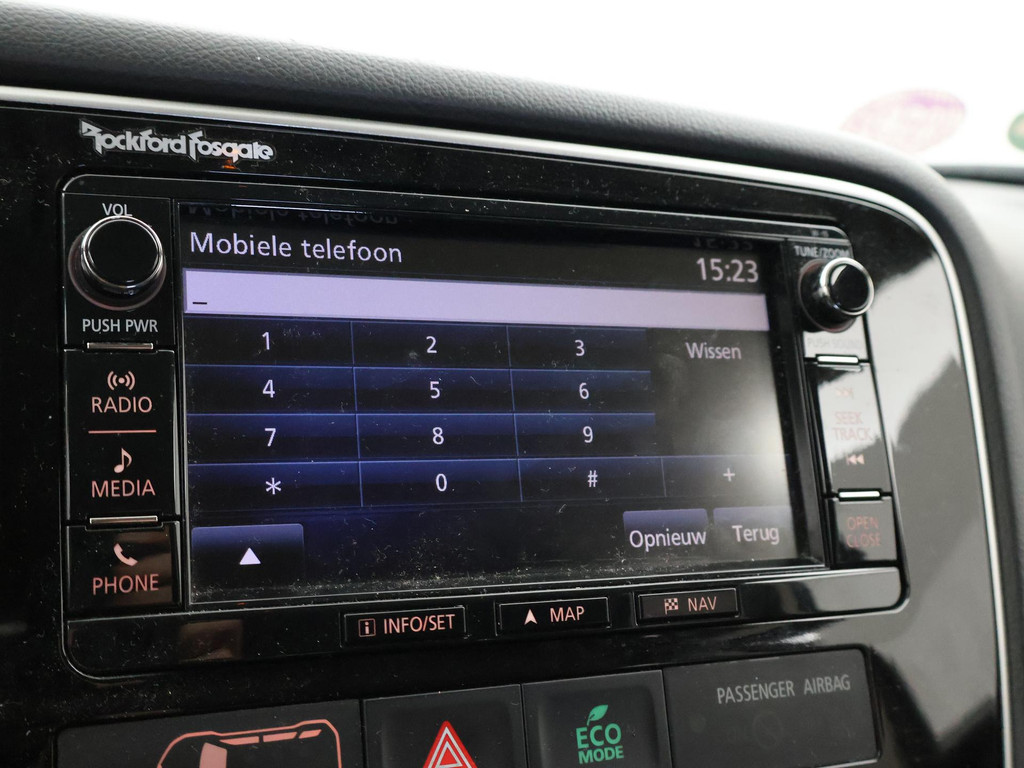 Rockford Fosgate
VOL
PUSH PWR
RADIO
MEDIA
PHONE
Mobiele telefoon
15:23
_
1 2 3 Wissen
4 5 6
7 8 9
* 0 # +
Opnieuw Terug
TUNE/ZOOM
PUSH SOUND
SEEK
TRACK
OPEN
CLOSE
INFO/SET MAP NAV
ECO
MODE
PASSENGER AIRBAG